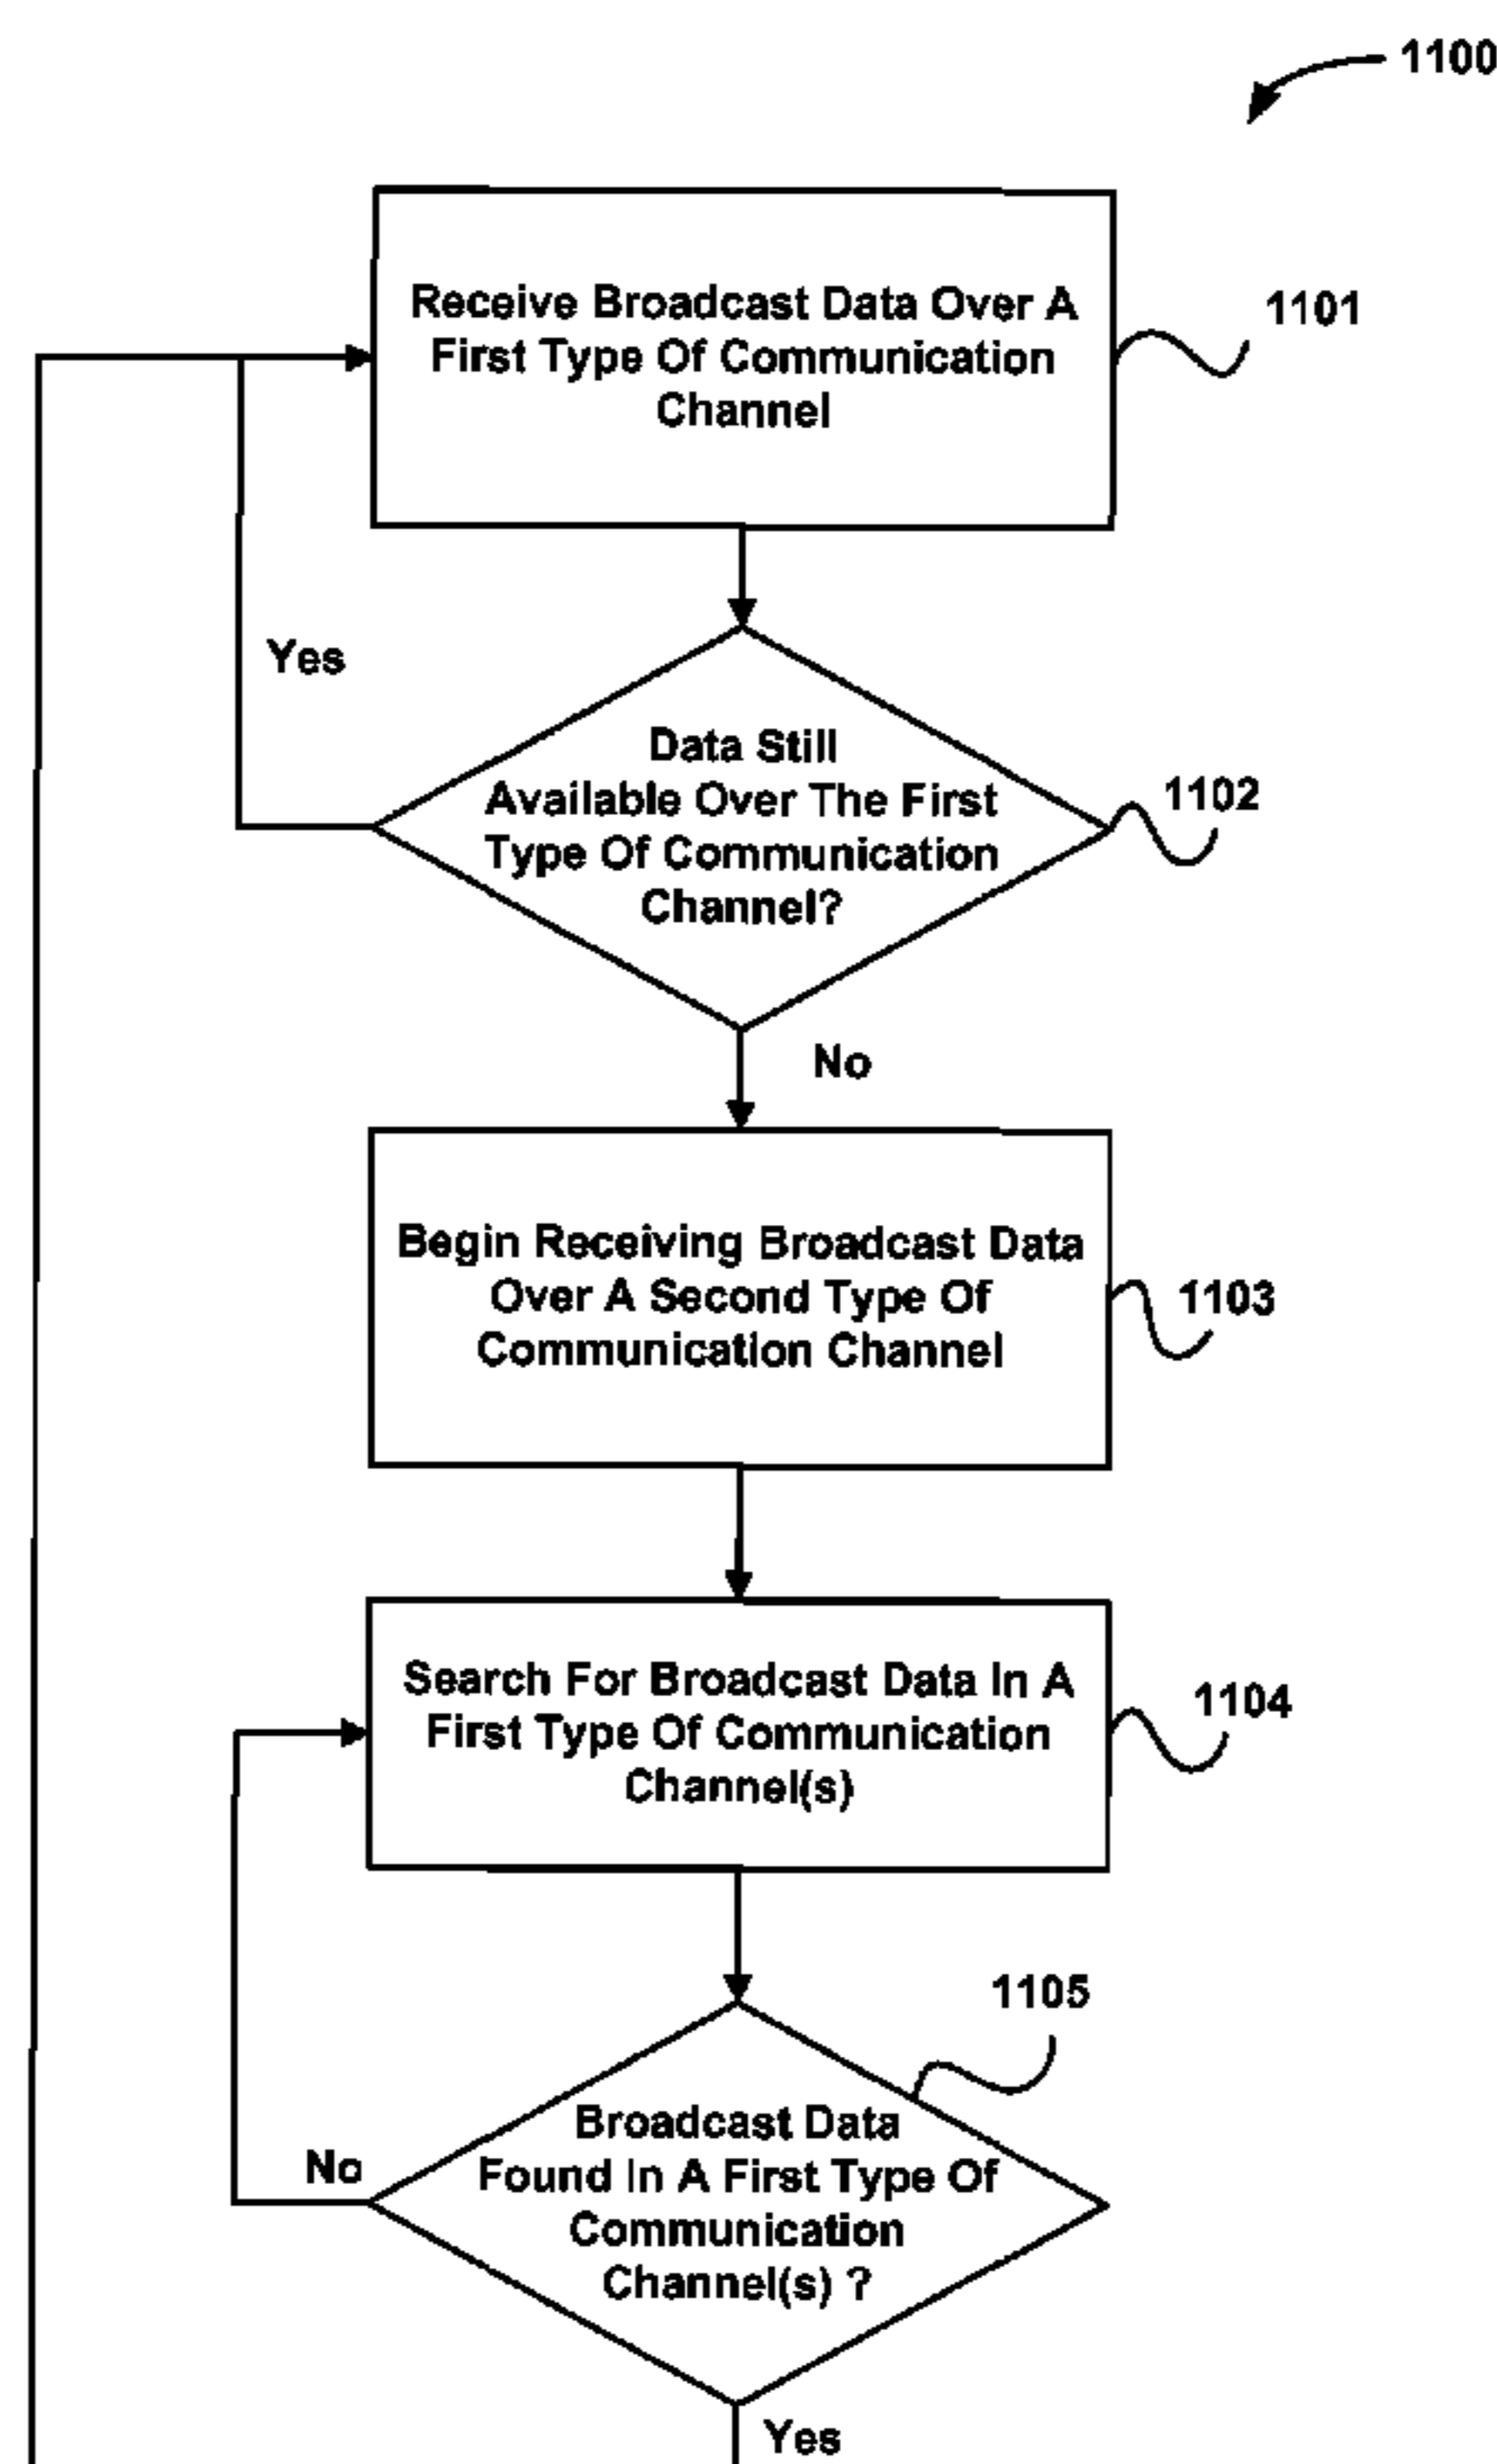 1100
Receive Broadcast Data Over A
First Type Of Communication
Channel
1101
Yes
Data Still
Available Over The First
Type Of Communication
Channel?
1102
No
Begin Receiving Broadcast Data
Over A Second Type Of
Communication Channel
1103
Search For Broadcast Data In A
First Type Of Communication
Channel(s)
1104
1105
Broadcast Data
Found In A First Type Of
Communication
Channel(s) ?
No
Yes